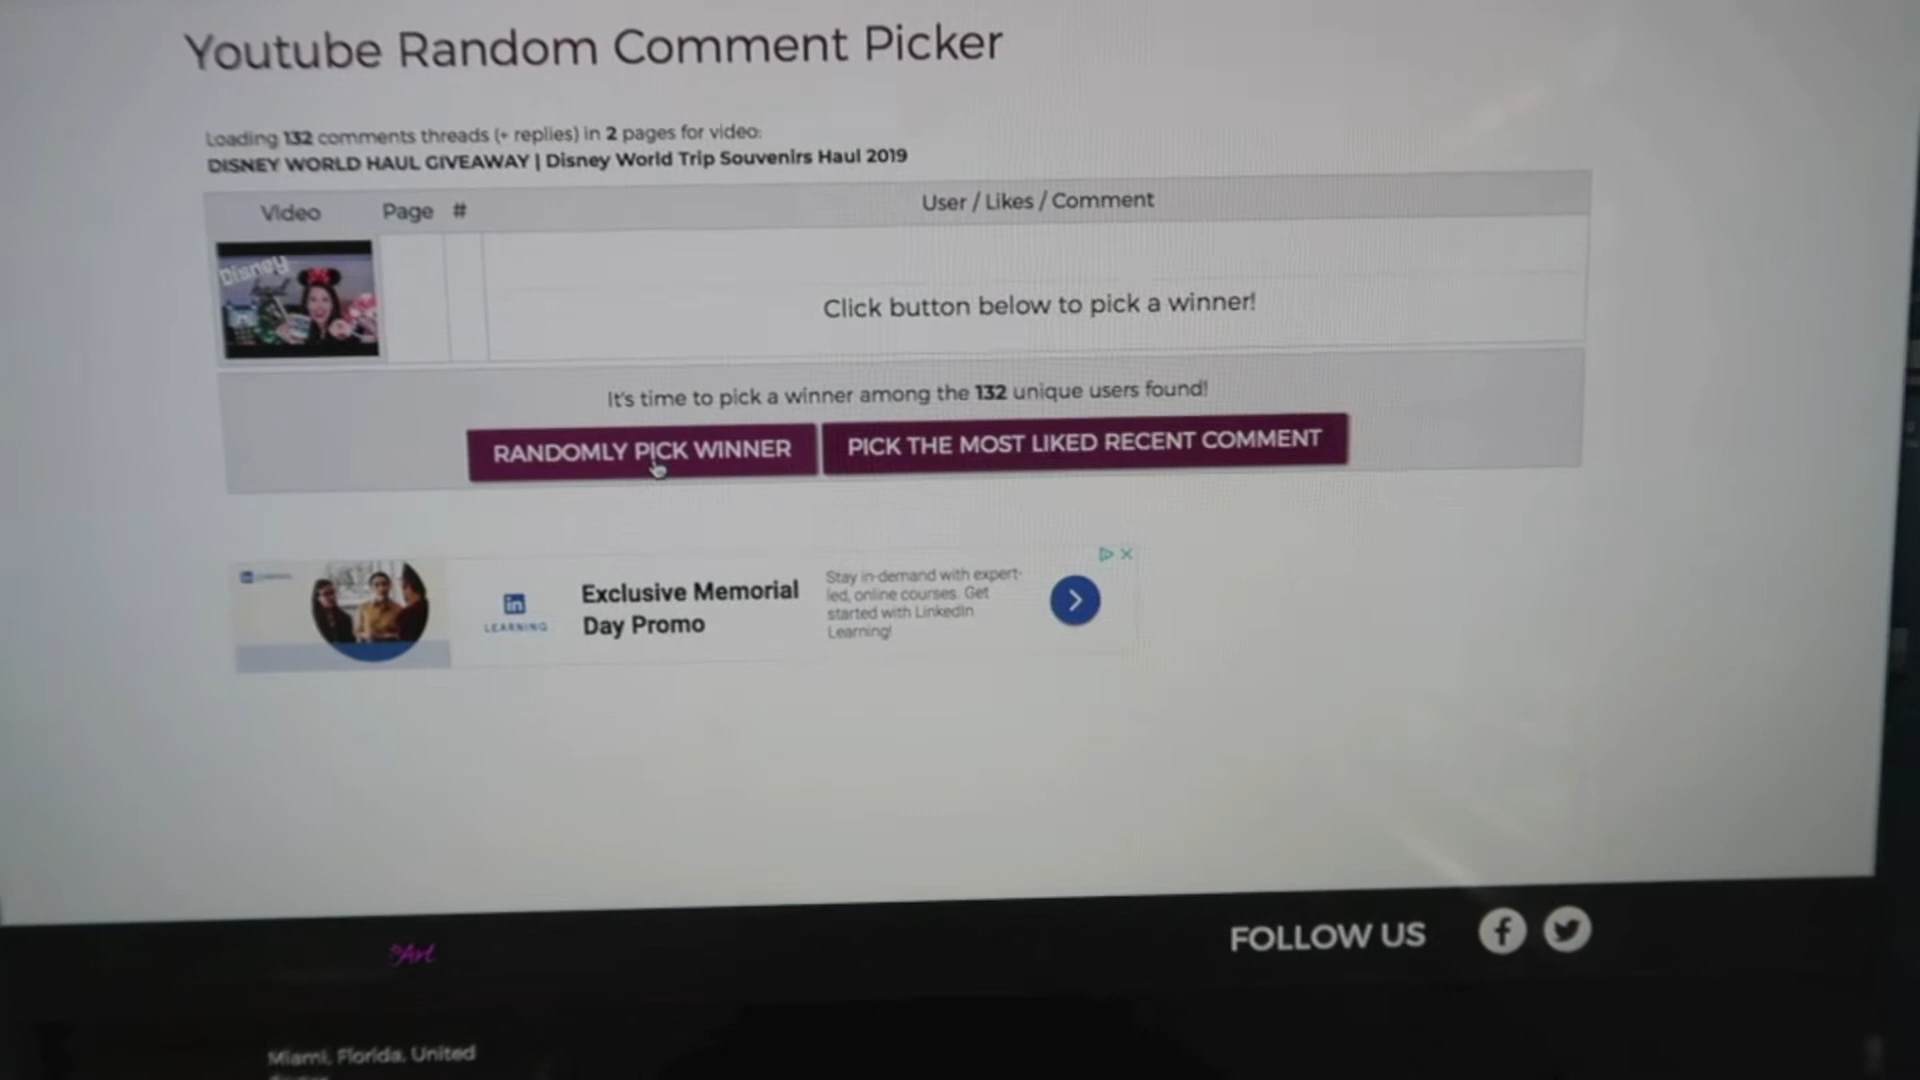 Youtube Random Comment Picker
Loading 132 comments threads (+ replies) in 2 pages for video:
DISNEY WORLD HAUL GIVEAWAY | Disney World Trip Souvenirs Haul 2019
Video Page # User / Likes / Comment
Disney
haul
Click button below to pick a winner!
It's time to pick a winner among the 132 unique users found!
RANDOMLY PICK WINNER PICK THE MOST LIKED RECENT COMMENT
in
LEARNING
Exclusive Memorial
Day Promo
Stay in-demand with expert-
led, online courses. Get
started with LinkedIn
Learning!
FOLLOW US
Art
Miami, Florida, United